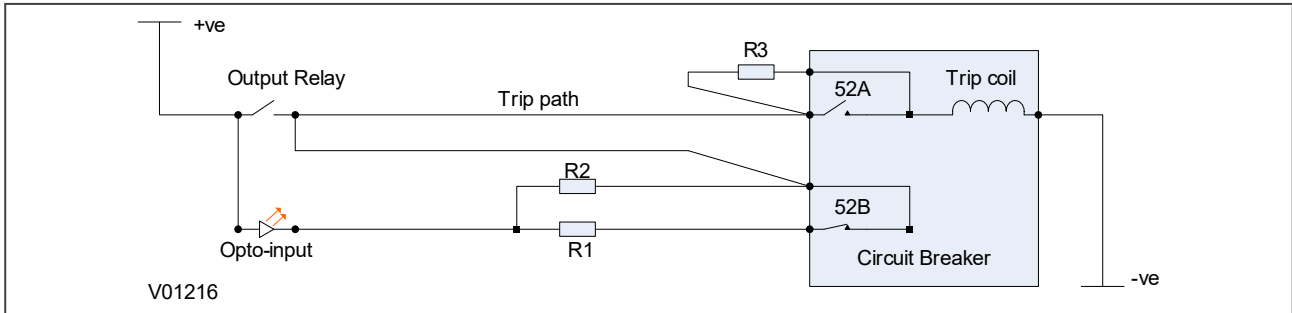 +ve
R3
Output Relay
Trip coil
52A
Trip path
R2
52B
Opto-input
R1
Circuit Breaker
-ve
V01216